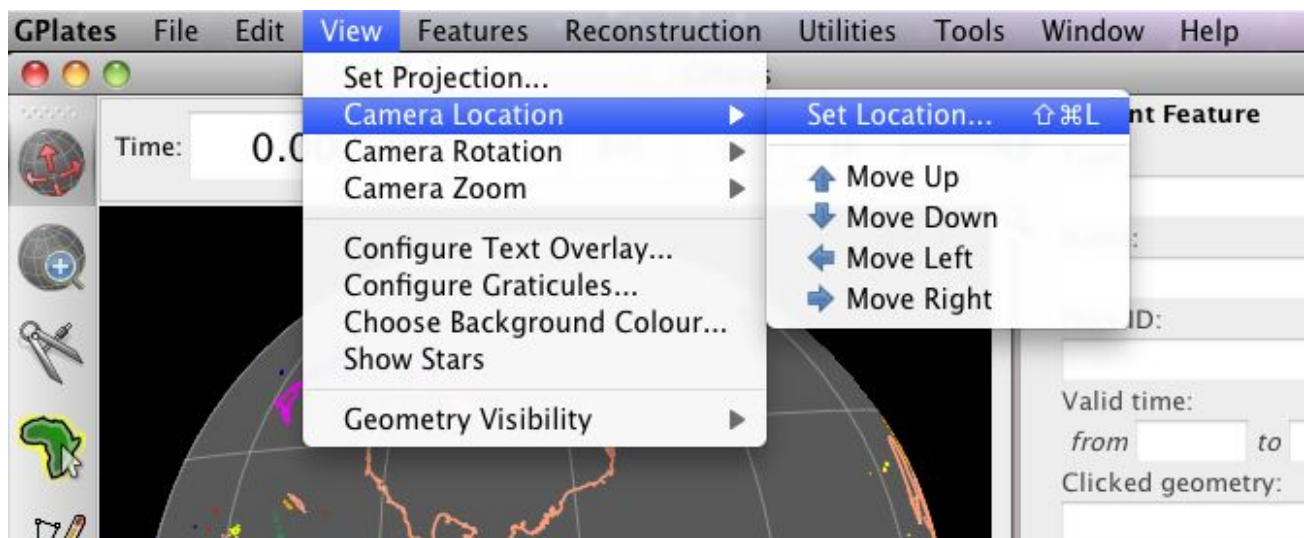 GPlates File Edit View Features Reconstruction Utilities Tools Window Help
Set Projection...
Camera Location
Set Location... ⇧⌘L
nt Feature
Time: 0.0
Camera Rotation
Camera Zoom
Move Up
Move Down
Move Left
Move Right
Configure Text Overlay...
Configure Graticules...
Choose Background Colour...
Show Stars
Geometry Visibility
ID:
Valid time:
from to
Clicked geometry: